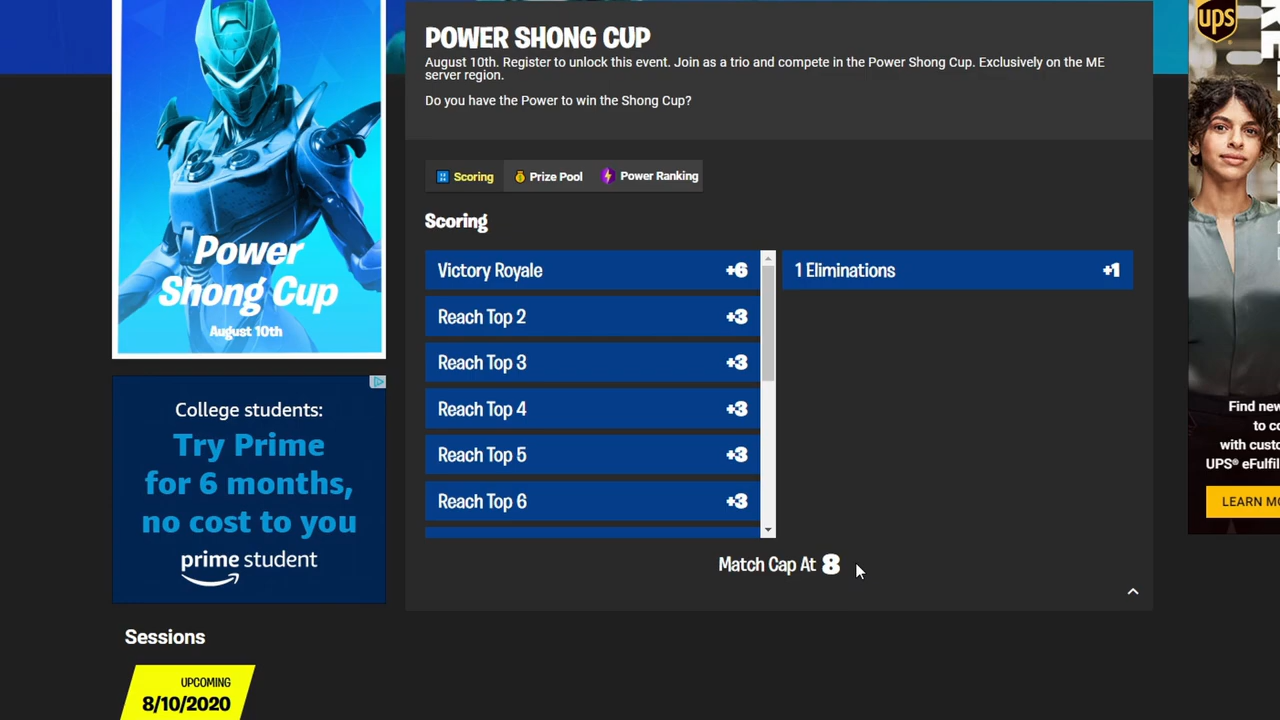 POWER SHONG CUP
August 10th. Register to unlock this event. Join as a trio and compete in the Power Shong Cup. Exclusively on the ME
server region.
Do you have the Power to win the Shong Cup?
Scoring
Prize Pool
Power Ranking
Scoring
Victory Royale +6
Reach Top 2 +3
Reach Top 3 +3
Reach Top 4 +3
Reach Top 5 +3
Reach Top 6 +3
1 Eliminations +1
Match Cap At 8
Power
Shong Cup
August 10th
College students:
Try Prime
for 6 months,
no cost to you
prime student
Sessions
UPCOMING
8/10/2020
ups
Find new
to
with
UPS® eFulfil
LEARN